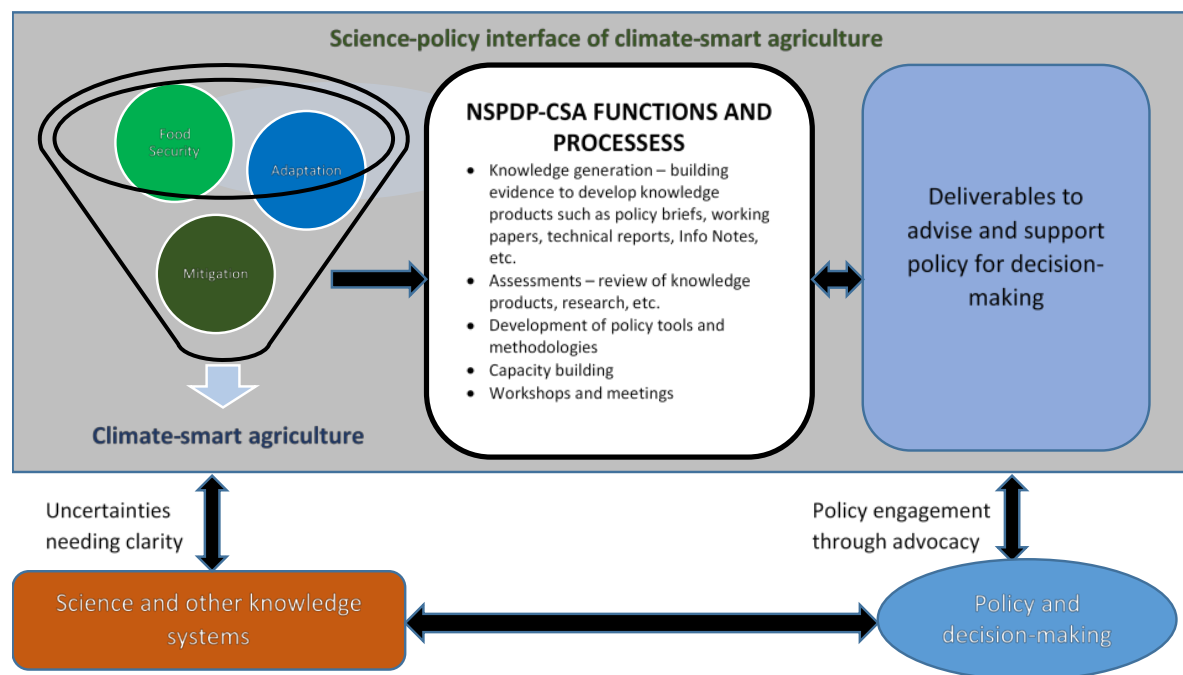 Science-policy interface of climate-smart agriculture
Food
Security
Adaptation
Mitigation
Climate-smart agriculture
NSPDP-CSA FUNCTIONS AND
PROCESSESS
• Knowledge generation – building
evidence to develop knowledge
products such as policy briefs, working
papers, technical reports, Info Notes,
etc.
• Assessments – review of knowledge
products, research, etc.
• Development of policy tools and
methodologies
• Capacity building
• Workshops and meetings
Deliverables to
advise and support
policy for decision-
making
Uncertainties
needing clarity
Policy engagement
through advocacy
Science and other knowledge
systems
Policy and
decision-making